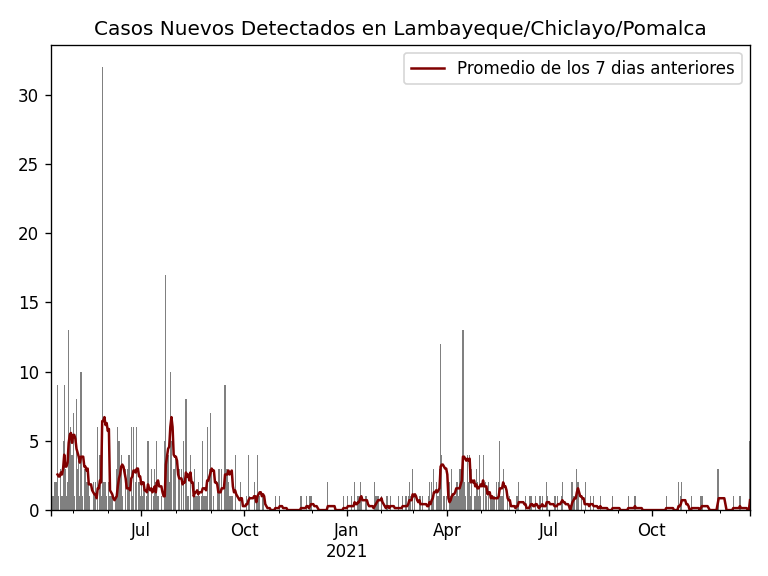 Casos Nuevos Detectados en Lambayeque/Chiclayo/Pomalca
Promedio de los 7 dias anteriores
30
25
20
15
10
5
0
Jul Oct Jan Apr Jul Oct
2021